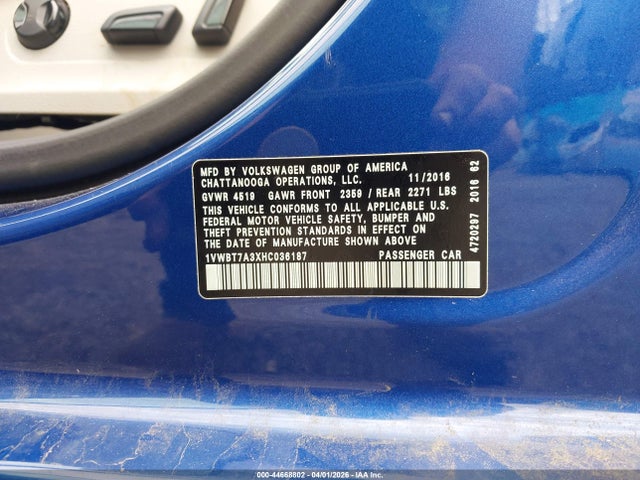 MFD BY VOLKSWAGEN GROUP OF AMERICA
CHATTANOOGA OPERATIONS, LLC. 11/2016
GVWR 4519 GAWR FRONT 2359 / REAR 2271 LBS
THIS VEHICLE CONFORMS TO ALL APPLICABLE U.S.
FEDERAL MOTOR VEHICLE SAFETY, BUMPER AND
THEFT PREVENTION STANDARDS IN EFFECT ON
THE DATE OF MANUFACTURE SHOWN ABOVE
1VWBT7A3XHC036187 PASSENGER CAR
4720297 2016 62
000-44668802 - 04/01/2026 - IAAI, Inc.